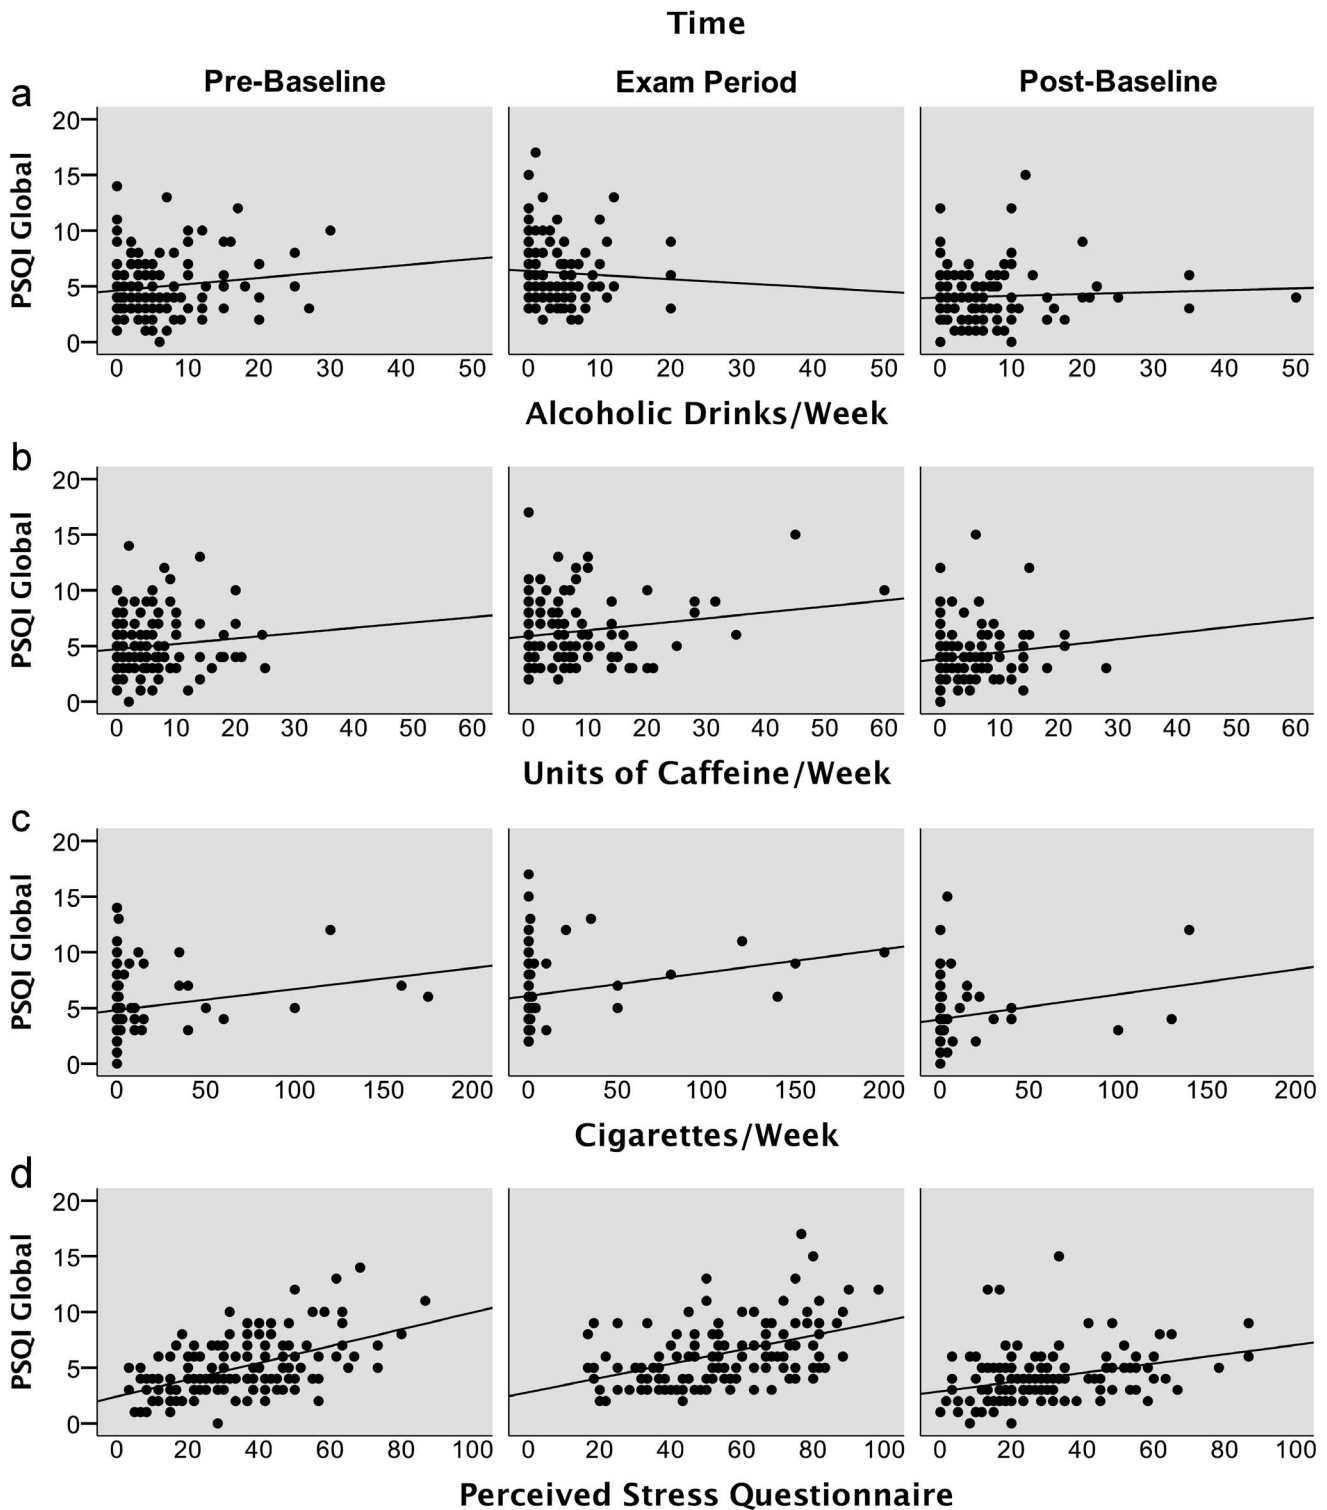 Time
Pre-Baseline Exam Period Post-Baseline
a
PSQI Global
20
15
10
5
0
0 10 20 30 40 50 0 10 20 30 40 50 0 10 20 30 40 50
Alcoholic Drinks/Week
b
PSQI Global
20
15
10
5
0
0 10 20 30 40 50 60 0 10 20 30 40 50 60 0 10 20 30 40 50 60
Units of Caffeine/Week
c
PSQI Global
20
15
10
5
0
0 50 100 150 200 0 50 100 150 200 0 50 100 150 200
Cigarettes/Week
d
PSQI Global
20
15
10
5
0
0 20 40 60 80 100 0 20 40 60 80 100 0 20 40 60 80 100
Perceived Stress Questionnaire